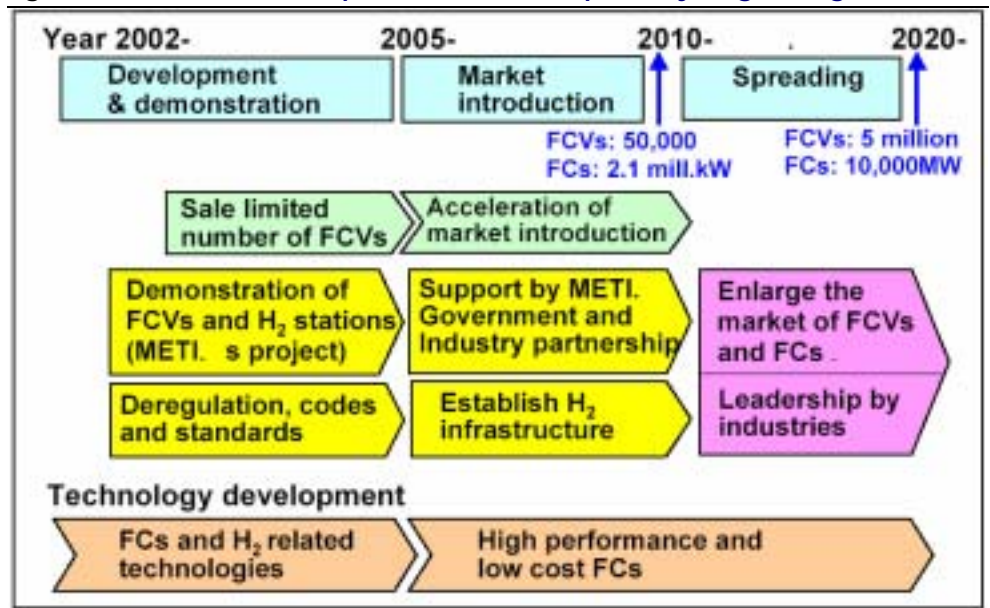 Year 2002- 2005- 2010- . 2020-
Development
& demonstration
Market
introduction
Spreading
FCVs: 50,000
FCs: 2.1 mill.kW
FCVs: 5 million
FCs: 10,000MW
Sale limited
number of FCVs
Acceleration of
market introduction
Demonstration of
FCVs and H₂ stations
(METI. s project)
Support by METI.
Government and
Industry partnership
Enlarge the
market of FCVs
and FCs .
Deregulation, codes
and standards
Establish H₂
infrastructure
Leadership by
industries
Technology development
FCs and H₂ related
technologies
High performance and
low cost FCs